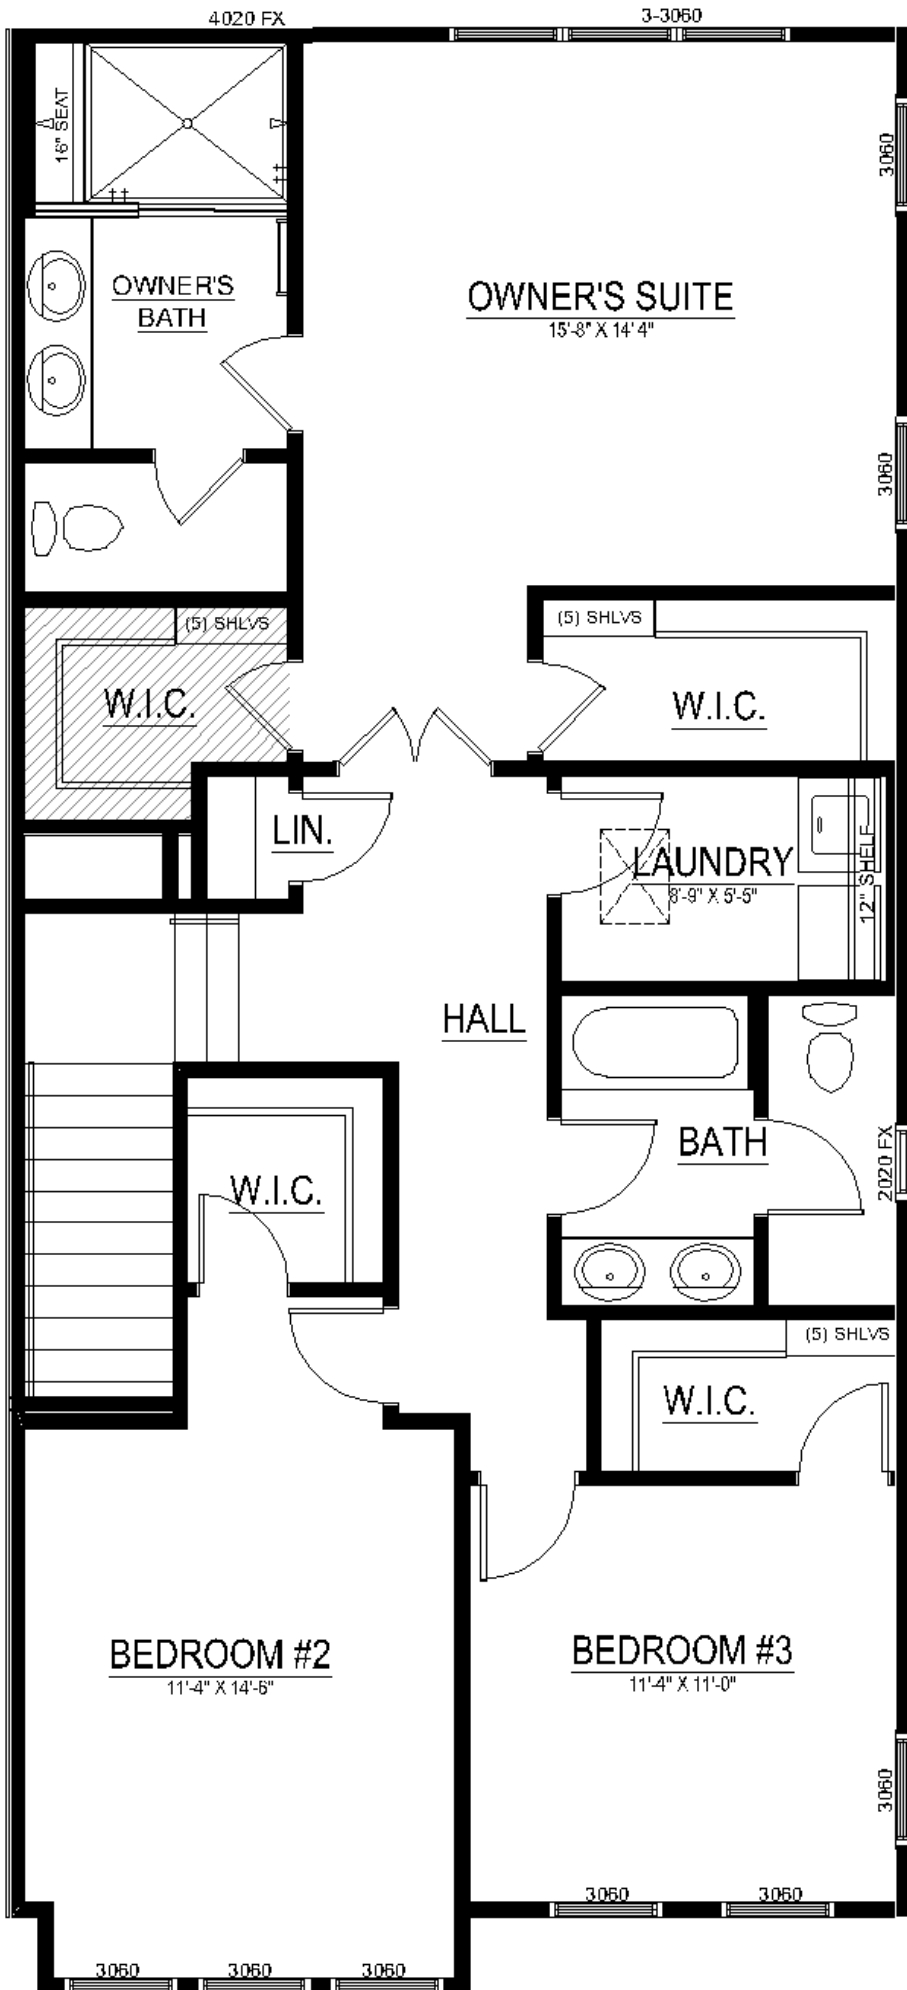 4020 FX
3-3060
16" SEAT
3060
OWNER'S
BATH
OWNER'S SUITE
15'-8" X 14' 4"
3060
(5) SHLVS
(5) SHLVS
W.I.C.
W.I.C.
LIN.
LAUNDRY
8'-9" X 5'-5"
12" SHELF
HALL
BATH
2020 FX
W.I.C.
(5) SHLVS
W.I.C.
BEDROOM #2
11'-4" X 14'-6"
BEDROOM #3
11'-4" X 11'-0"
3060
3060
3060
3060
3060
3060